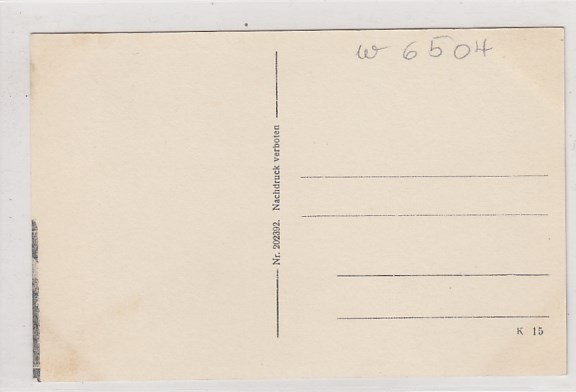 w 6504
Nr. 202392. Nachdruck verboten
K 15